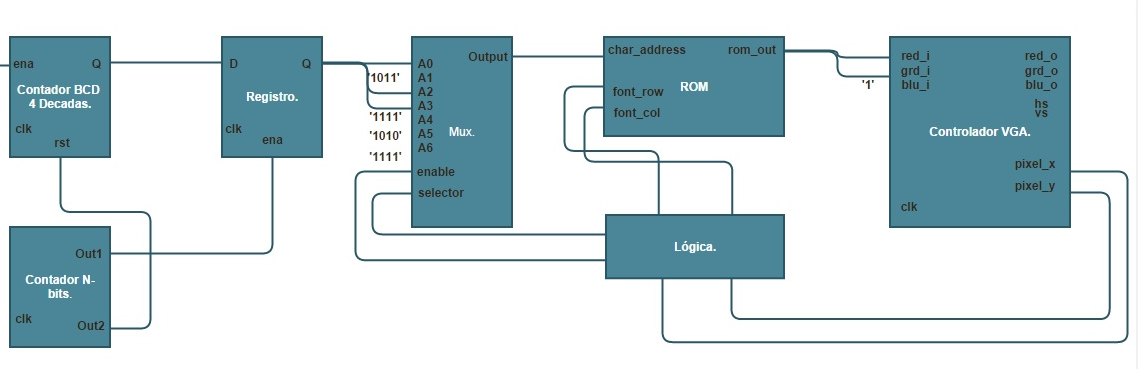 ena
Q
Contador BCD
4 Decadas.
clk
rst
Contador N-
bits.
Out1
clk
Out2
D
Q
Registro.
clk
ena
'1011'
'1111'
'1010'
'1111'
A0
A1
A2
A3
A4
A5
A6
Output
Mux.
enable
selector
char_address
rom_out
ROM
font_row
font_col
Lógica.
'1'
red_i
grd_i
blu_i
red_o
grd_o
blu_o
hs
vs
Controlador VGA.
pixel_x
pixel_y
clk